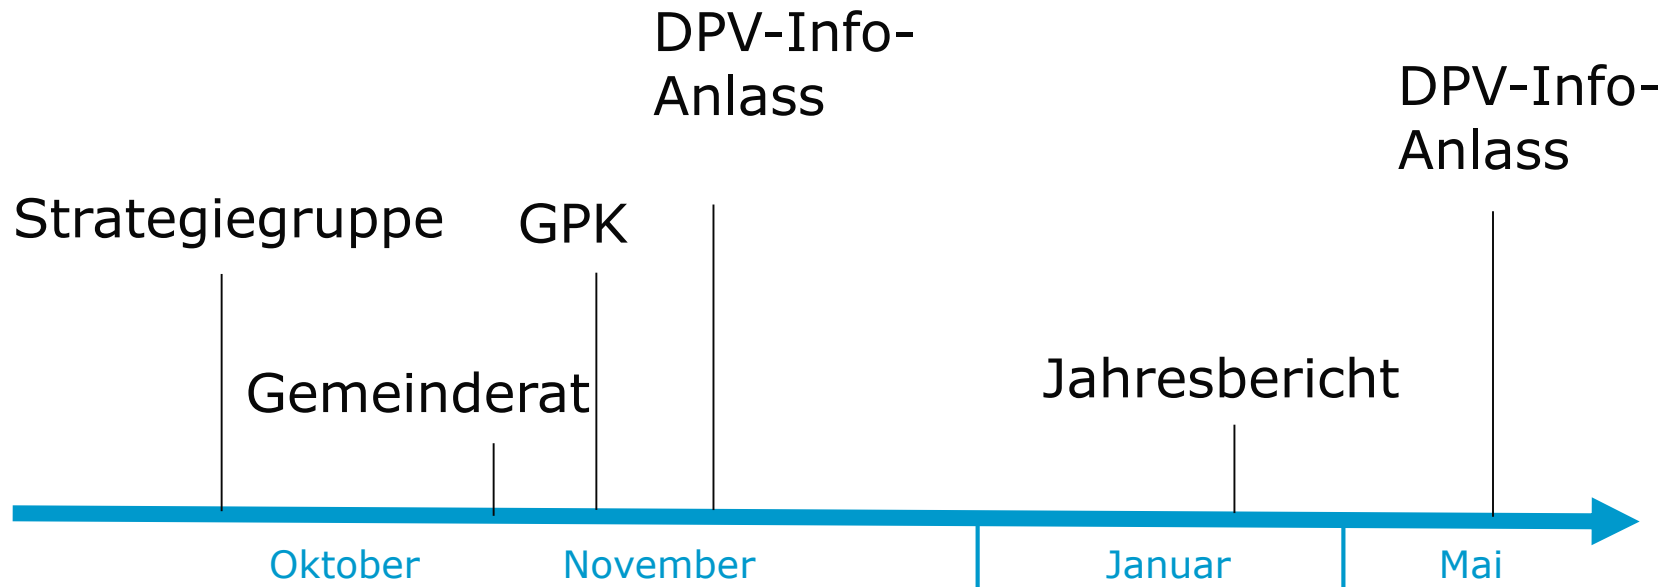 DPV-Info-
Anlass
DPV-Info-
Anlass
Strategiegruppe
GPK
Gemeinderat
Jahresbericht
Oktober
November
Januar
Mai